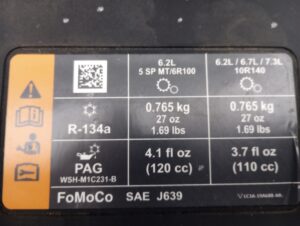 6.2L
5 SP MT/6R100
6.2L / 6.7L / 7.3L
10R140
R-134a
0.765 kg
27 oz
1.69 lbs
0.765 kg
27 oz
1.69 lbs
PAG
WSH-M1C231-B
4.1 fl oz
(120 cc)
3.7 fl oz
(110 cc)
FoMoCo SAE J639